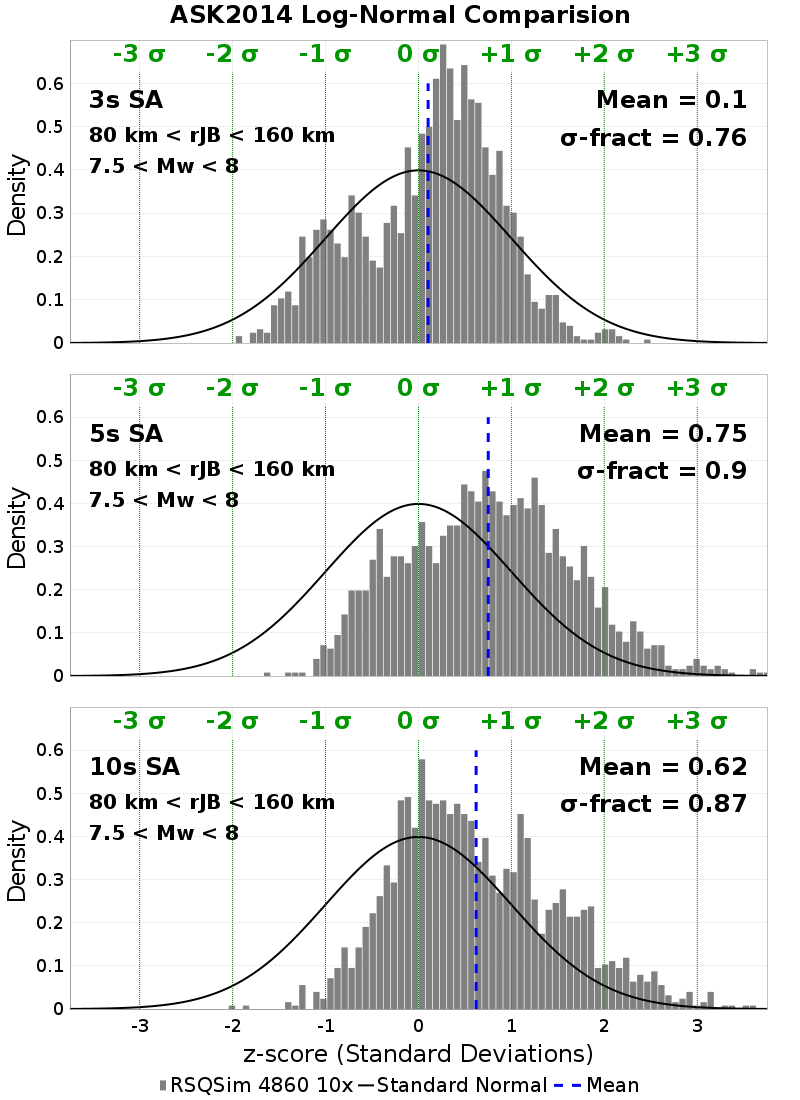 ASK2014 Log-Normal Comparision
-3 σ -2 σ -1 σ 0 σ +1 σ +2 σ +3 σ
3s SA
80 km < rJB < 160 km
7.5 < Mw < 8
Mean = 0.1
σ-fract = 0.76
Density
0.6
0.5
0.4
0.3
0.2
0.1
0
-3 σ -2 σ -1 σ 0 σ +1 σ +2 σ +3 σ
5s SA
80 km < rJB < 160 km
7.5 < Mw < 8
Mean = 0.75
σ-fract = 0.9
Density
0.6
0.5
0.4
0.3
0.2
0.1
0
-3 σ -2 σ -1 σ 0 σ +1 σ +2 σ +3 σ
10s SA
80 km < rJB < 160 km
7.5 < Mw < 8
Mean = 0.62
σ-fract = 0.87
Density
0.6
0.5
0.4
0.3
0.2
0.1
0
-3 -2 -1 0 1 2 3
z-score (Standard Deviations)
RSQSim 4860 10x Standard Normal Mean